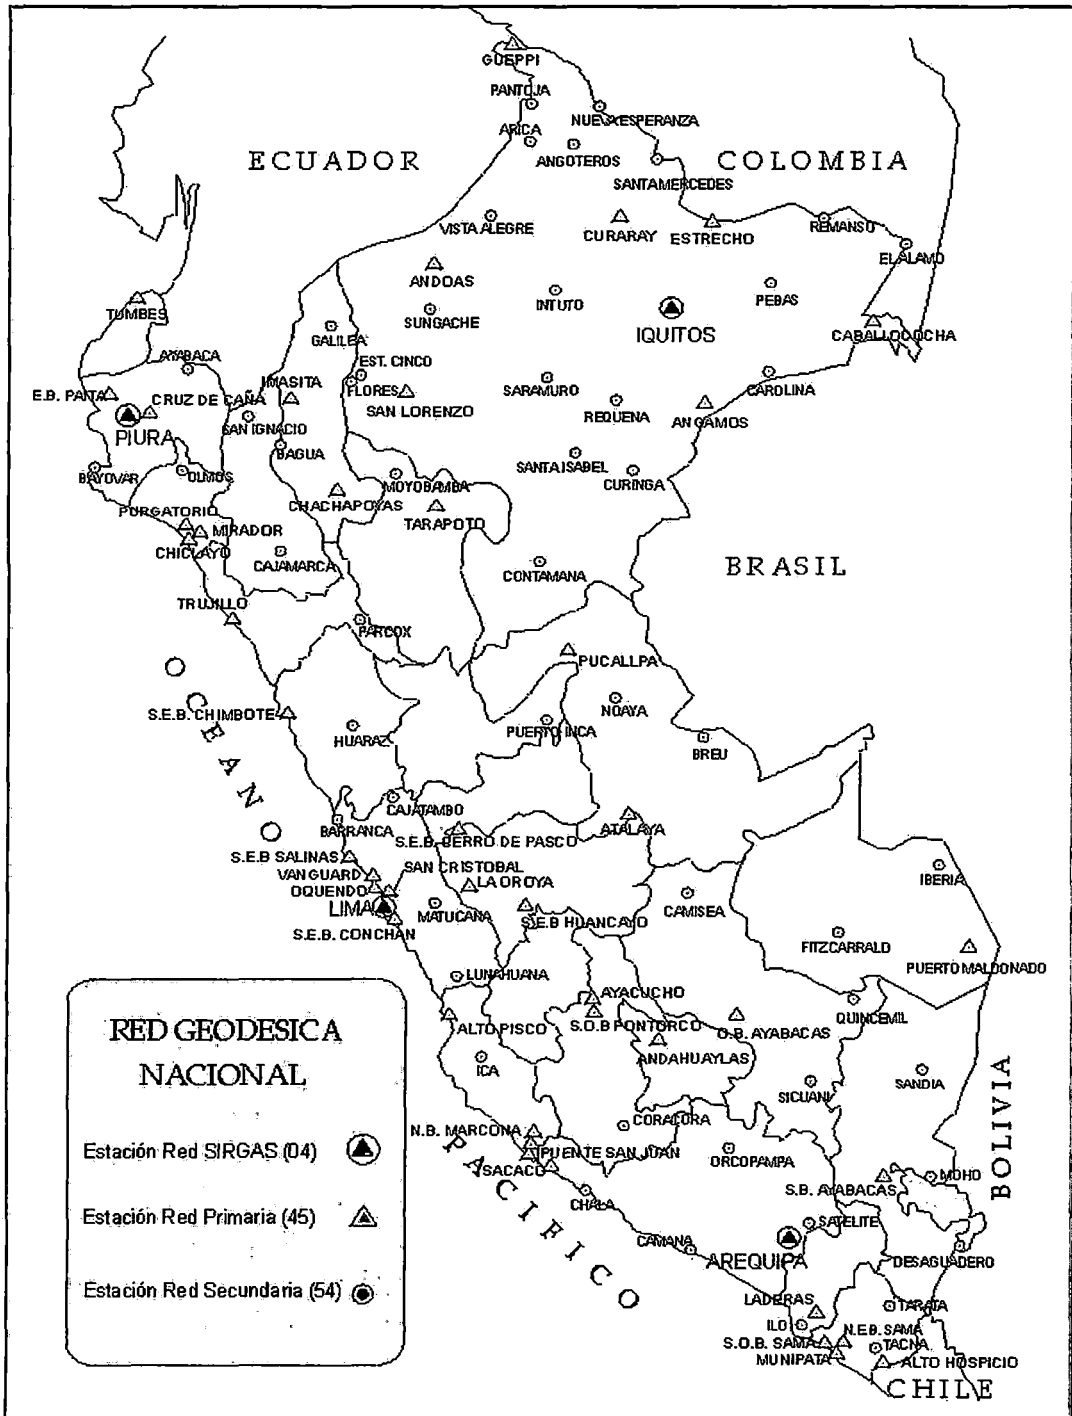 GUEPPI
PANTOJA
NUEVA ESPERANZA
ARICA
ANGOTEROS
ECUADOR
COLOMBIA
SANTA MERCEDES
VISTA ALEGRE
CURARAY
ESTRECHO
REMANSO
EL ALAMO
ANDOAS
INTUTO
PEBAS
TUMBES
SUNGACHE
IQUITOS
CABALLOCOCHA
GALILEA
AYABACA
EST. CINCO
IMASITA
FLORES
SARAMURO
CAROLINA
E.B. PAITA
CRUZ DE CAÑA
SAN LORENZO
REQUENA
ANGAMOS
PIURA
SAN IGNACIO
BAGUA
SANTA ISABEL
BAYOVAR
OLMOS
MOYOBAMBA
CURINGA
CHACHAPOYAS
PURGATORIO
TARAPOTO
MIRADOR
CHICLAYO
CAJAMARCA
CONTAMANA
BRASIL
TRUJILLO
PARCOX
PUCALLPA
OCEANO
S.E.B. CHIMBOTE
NOAYA
HUARAZ
PUERTO INCA
BREU
CAJATAMBO
BARRANCA
S.E.B. CERRO DE PASCO
ATALAYA
S.E.B SALINAS
SAN CRISTOBAL
VANGUARD
LA OROYA
IBERIA
OQUENDO
LIMA
MATUCANA
CAMISEA
S.E.B HUANCAYO
S.E.B. CONCHAN
FITZCARRALD
PUERTO MALDONADO
LUNAHUANA
AYACUCHO
ALTO PISCO
S.O.B PONTORCO
O.B. AYABACAS
QUINCEMIL
ANDAHUAYLAS
ICA
SANDIA
SICUANI
BOLIVIA
N.B. MARCONA
CORACORA
PACIFICO
PUENTE SAN JUAN
ORCOPAMPA
SACACO
S.B. AYABACAS
MOHO
CHALA
SATELITE
CAMANA
AREQUIPA
DESAGUADERO
LADERAS
TARATA
ILO
N.E.B. SAMA
S.O.B. SAMA
TACNA
MUNIPATA
ALTO HOSPICIO
CHILE
RED GEODESICA
NACIONAL
Estación Red SIRGAS (04)
Estación Red Primaria (45)
Estación Red Secundaria (54)